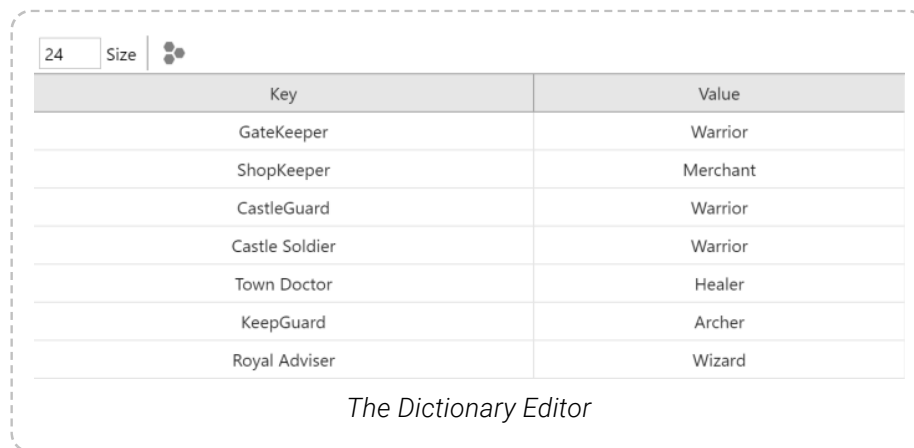 24 Size
Key Value
GateKeeper Warrior
ShopKeeper Merchant
CastleGuard Warrior
Castle Soldier Warrior
Town Doctor Healer
KeepGuard Archer
Royal Adviser Wizard
The Dictionary Editor